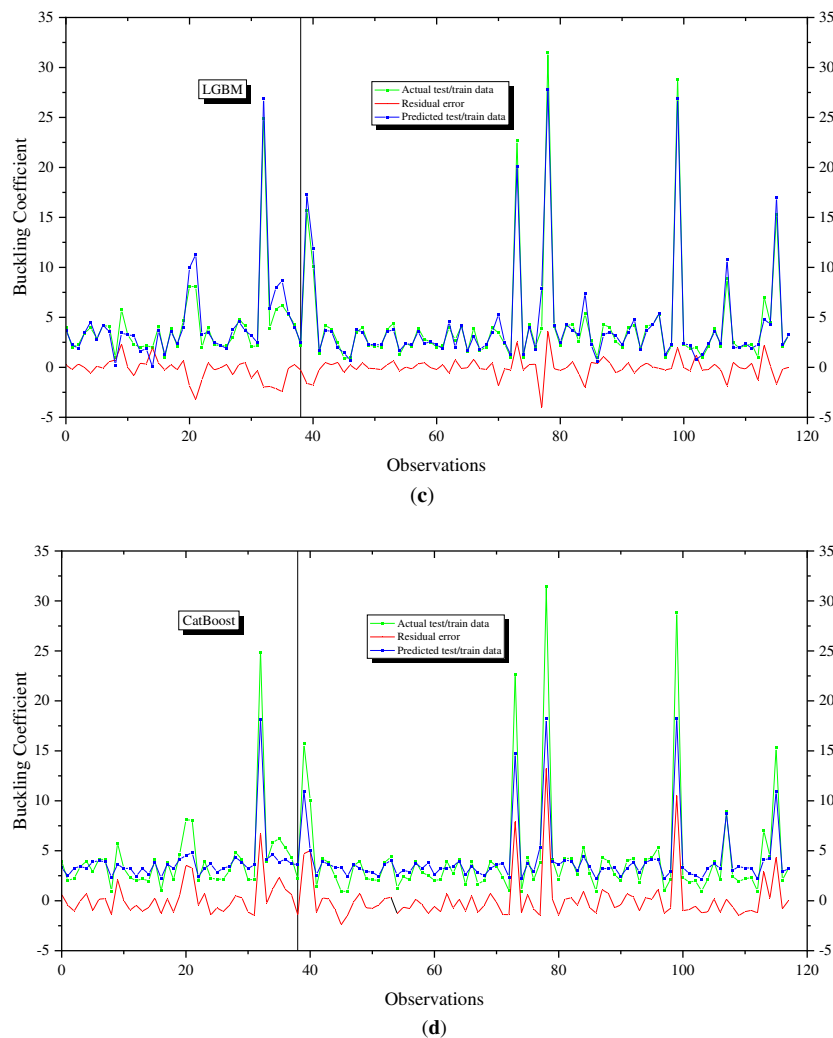 35 35
30 30
25 25
20 20
15 15
10 10
5 5
0 0
-5 -5
0 20 40 60 80 100 120
Buckling Coefficient
LGBM
Actual test/train data
Residual error
Predicted test/train data
Observations
(c)
35 35
30 30
25 25
20 20
15 15
10 10
5 5
0 0
-5 -5
0 20 40 60 80 100 120
Buckling Coefficient
CatBoost
Actual test/train data
Residual error
Predicted test/train data
Observations
(d)